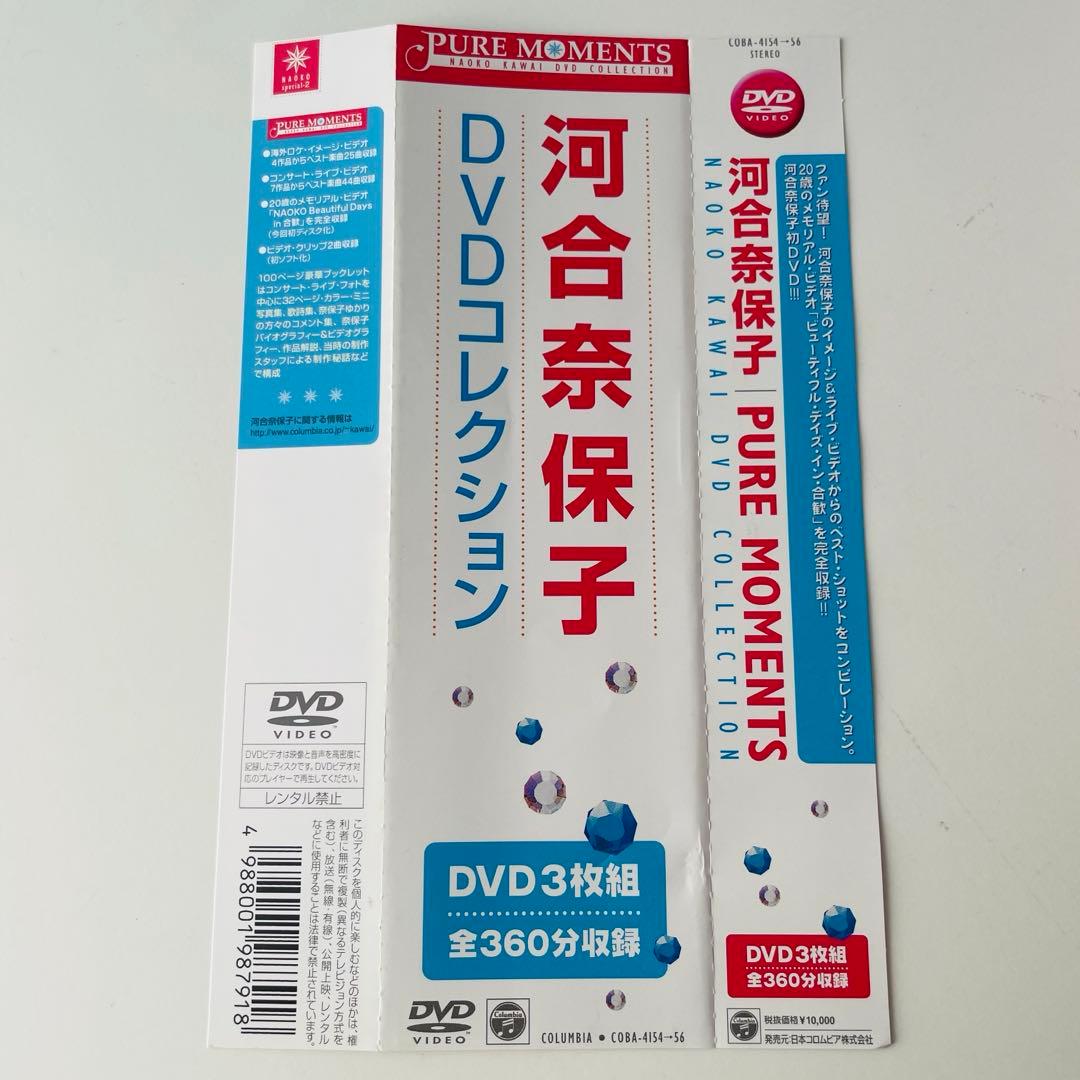 NAOKO
special-2
PURE MOMENTS
NAOKO KAWAI DVD COLLECTION
●海外ロケ・イメージ・ビデオ
4作品からベスト楽曲25曲収録
●コンサート・ライブ・ビデオ
7作品からベスト楽曲44曲収録
●20歳のメモリアル・ビデオ
「NAOKO Beautiful Days
in 合歓」を完全収録
(今回初ディスク化)
●ビデオ・クリップ2曲収録
(初ソフト化)
100ページ豪華ブックレット
はコンサート・ライブ・フォトを
中心に32ページ・カラー・ミニ
写真集、歌詩集、奈保子ゆかり
の方々のコメント集、奈保子
バイオグラフィー&ビデオグラ
フィー、作品解説、当時の制作
スタッフによる制作秘話など
で構成
河合奈保子に関する情報は
http://www.columbia.co.jp/~kawai/
DVD
VIDEO
DVDビデオは映像と音声を高密度に
記録したディスクです。DVDビデオ対
応のプレイヤーで再生してください。
レンタル禁止
このディスクを個人的に楽しむなどのほかは、権
利者に無断で複製(異なるテレビジョン方式を
含む)、放送(無線・有線)、公開上映、レンタル
などに使用することは法律で禁止されています。
4 988001 987918
PURE MOMENTS
NAOKO KAWAI DVD COLLECTION
河合奈保子
DVDコレクション
DVD3枚組
全360分収録
DVD
VIDEO
Columbia
COLUMBIA • COBA-4154→56
COBA-4154→56
STEREO
DVD
VIDEO
ファン待望! 河合奈保子のイメージ&ライブ・ビデオからのベスト・ショットをコンピレーション。
20歳のメモリアル・ビデオ「ビューティフル・デイズ・イン・合歓」を完全収録!!
河合奈保子初DVD!!!
河合奈保子 | PURE MOMENTS
NAOKO KAWAI DVD COLLECTION
DVD3枚組
全360分収録
Columbia
税抜価格¥10,000
発売元:日本コロムビア株式会社